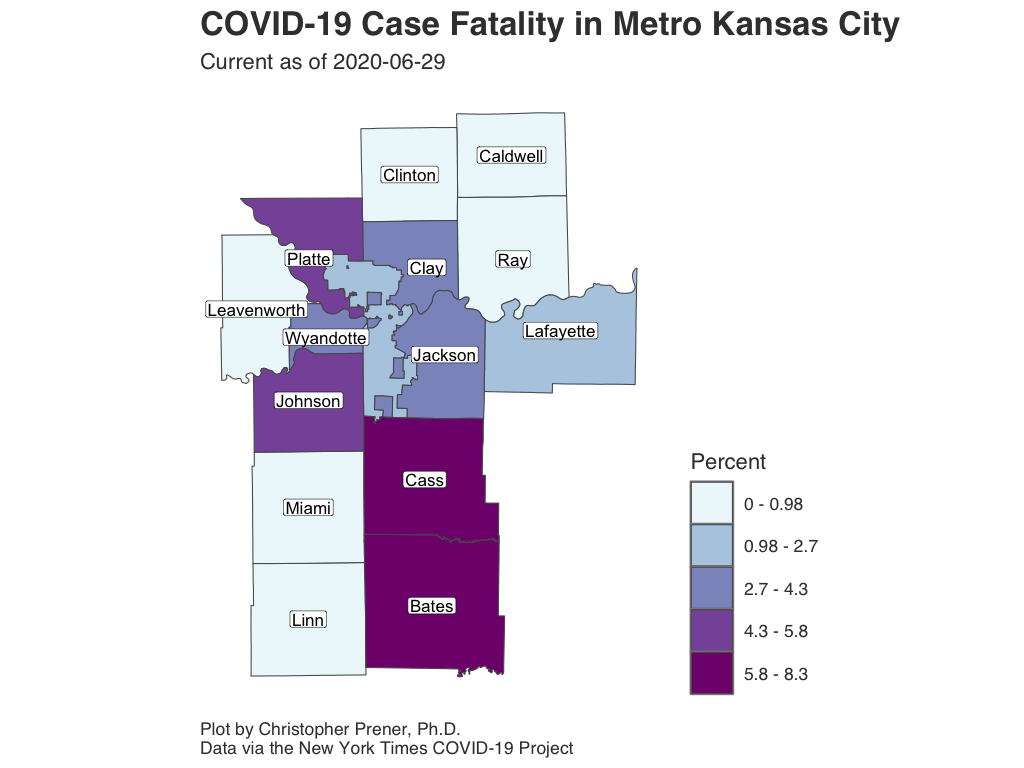 COVID-19 Case Fatality in Metro Kansas City
Current as of 2020-06-29
Caldwell
Clinton
Platte
Clay
Ray
Leavenworth
Lafayette
Wyandotte
Jackson
Johnson
Cass
Miami
Bates
Linn
Percent
0 - 0.98
0.98 - 2.7
2.7 - 4.3
4.3 - 5.8
5.8 - 8.3
Plot by Christopher Prener, Ph.D.
Data via the New York Times COVID-19 Project